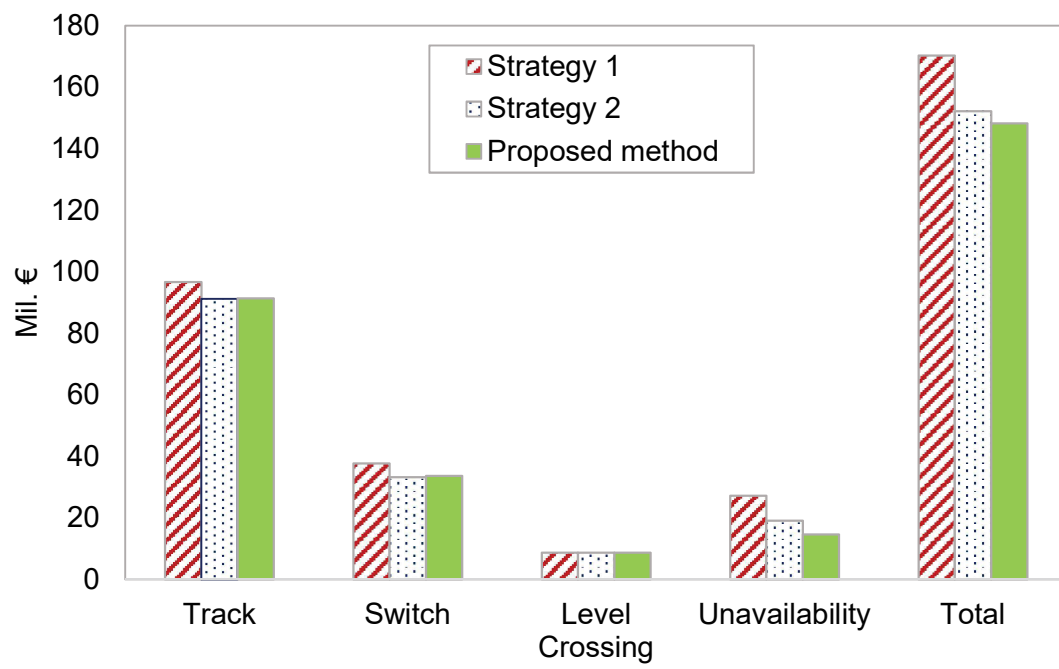 180
160
140
120
100
80
60
40
20
0
Mil. €
Strategy 1
Strategy 2
Proposed method
Track
Switch
Level
Crossing
Unavailability
Total